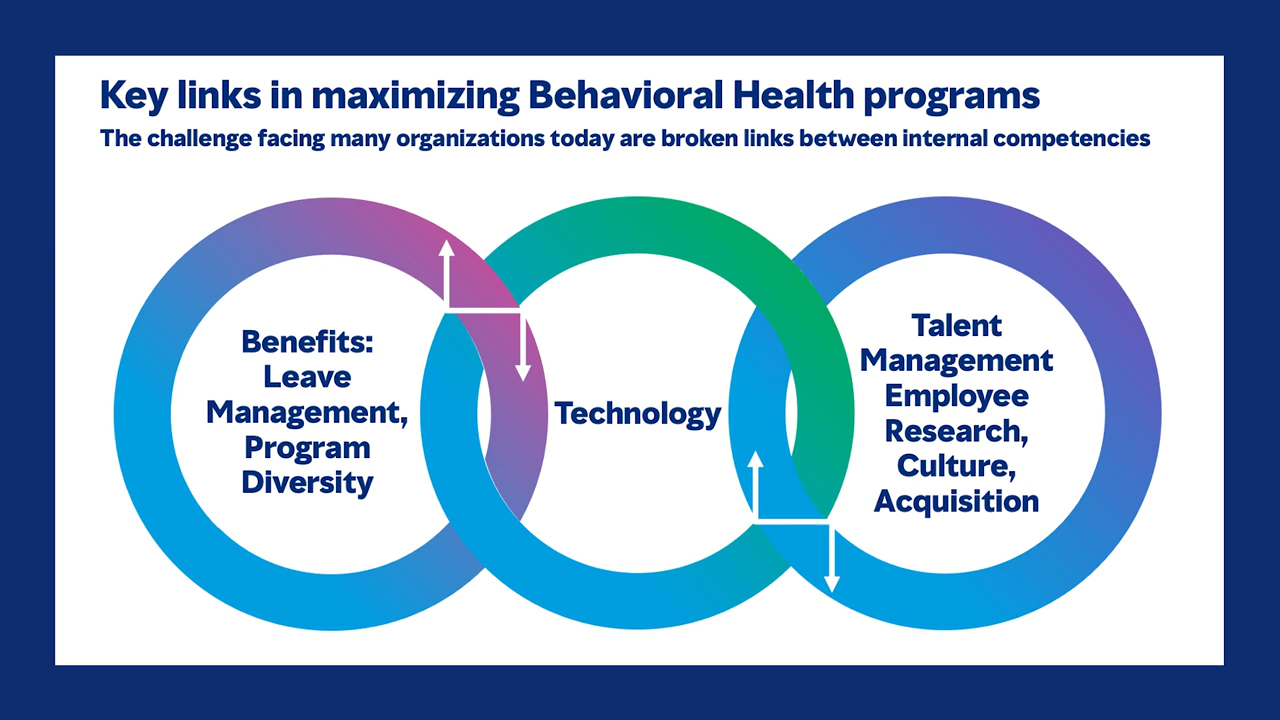 Key links in maximizing Behavioral Health programs
The challenge facing many organizations today are broken links between internal competencies
Benefits:
Leave
Management,
Program
Diversity
Technology
Talent
Management
Employee
Research,
Culture,
Acquisition